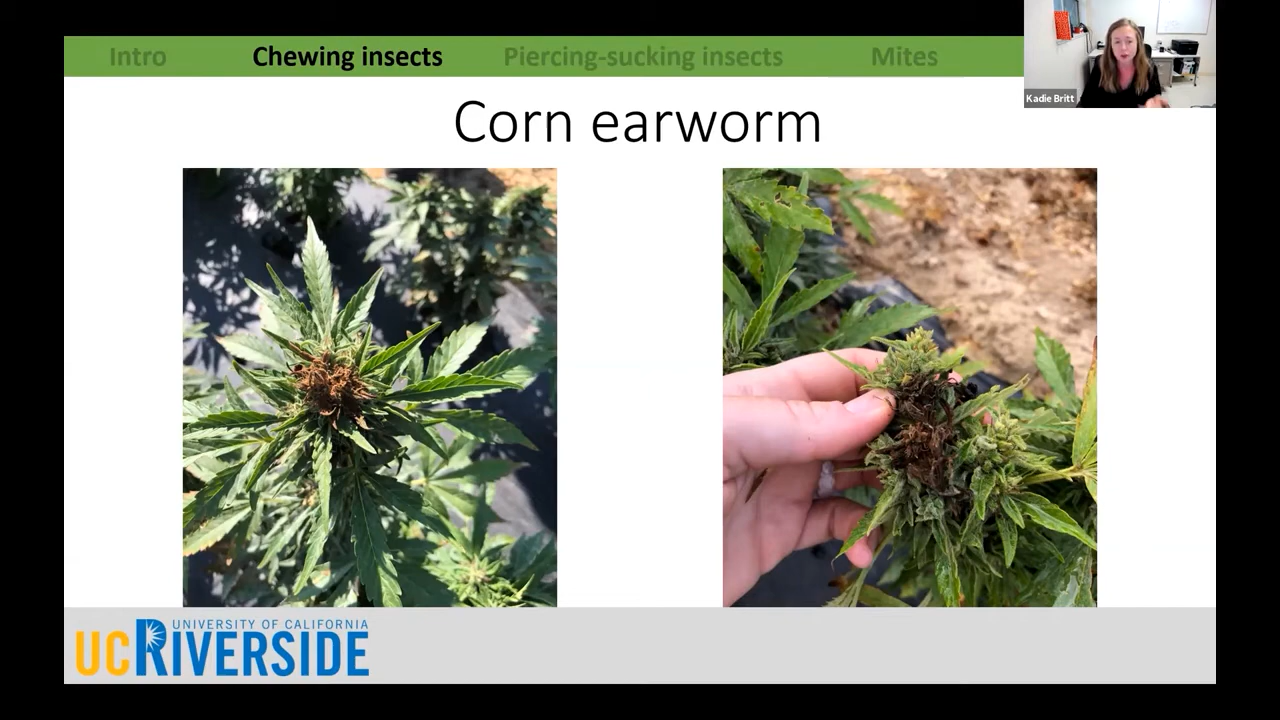 Intro Chewing insects Piercing-sucking insects Mites
Kadie Britt
Corn earworm
UNIVERSITY OF CALIFORNIA
UCRIVERSIDE